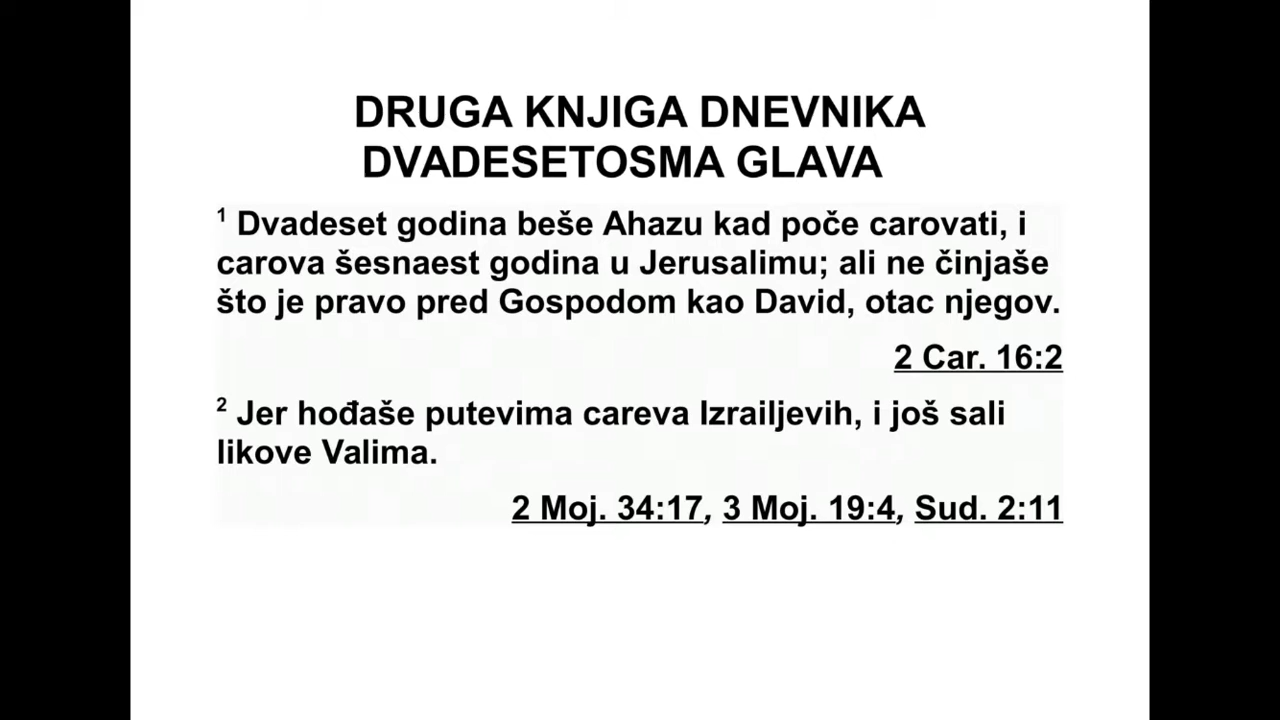 DRUGA KNJIGA DNEVNIKA
DVADESETOSMA GLAVA
1 Dvadeset godina beše Ahazu kad poče carovati, i
carova šesnaest godina u Jerusalimu; ali ne činjaše
što je pravo pred Gospodom kao David, otac njegov.
2 Car. 16:2
2 Jer hođaše putevima careva Izrailjevih, i još sali
likove Valima.
2 Moj. 34:17, 3 Moj. 19:4, Sud. 2:11